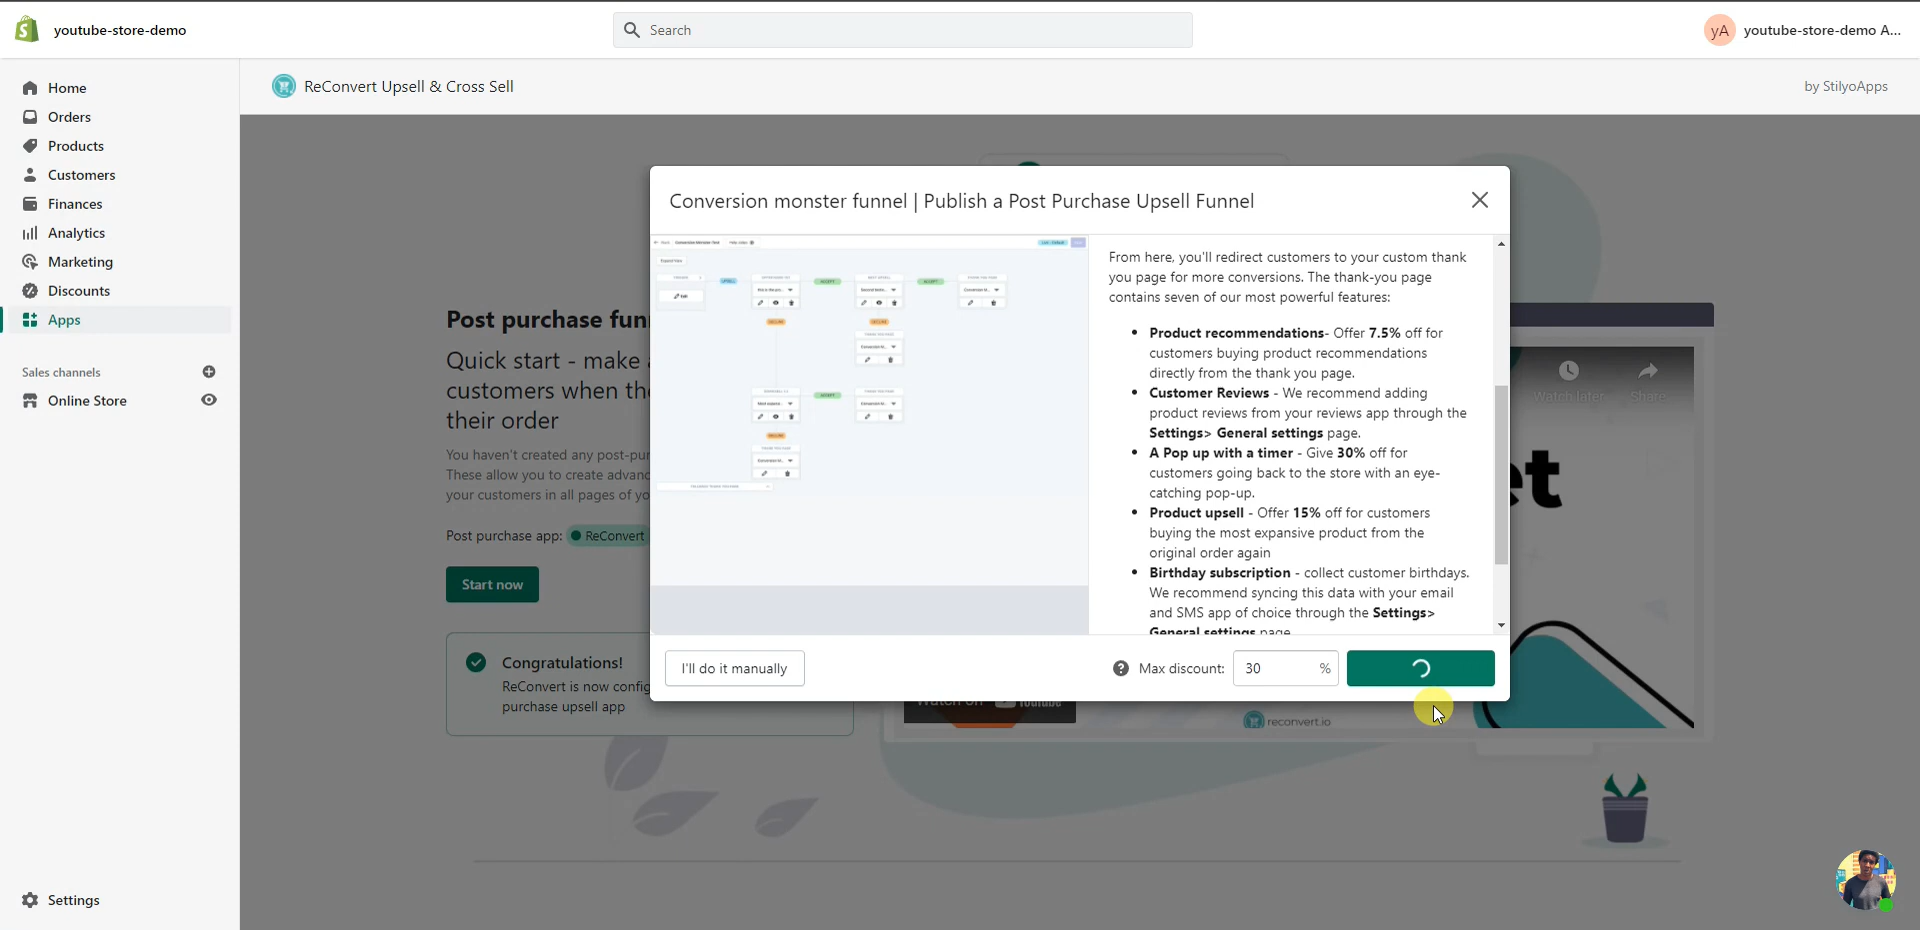 youtube-store-demo
Search
yA
youtube-store-demo A...
Home
Orders
Products
Customers
Finances
Analytics
Marketing
Discounts
Apps
Sales channels
Online Store
Settings
ReConvert Upsell & Cross Sell
by StilyoApps
Post purchase fun
Quick start - make a
customers when the
their order
You haven't created any post-pur
These allow you to create advanc
your customers in all pages of yo
Post purchase app: ReConvert
Start now
Congratulations!
ReConvert is now config
purchase upsell app
Watch later
Share
et
Watch on YouTube
reconvert.io
Conversion monster funnel | Publish a Post Purchase Upsell Funnel
From here, you'll redirect customers to your custom thank
you page for more conversions. The thank-you page
contains seven of our most powerful features:
• Product recommendations- Offer 7.5% off for
customers buying product recommendations
directly from the thank you page.
• Customer Reviews - We recommend adding
product reviews from your reviews app through the
Settings> General settings page.
• A Pop up with a timer - Give 30% off for
customers going back to the store with an eye-
catching pop-up.
• Product upsell - Offer 15% off for customers
buying the most expansive product from the
original order again
• Birthday subscription - collect customer birthdays.
We recommend syncing this data with your email
and SMS app of choice through the Settings>
General settings page
I'll do it manually
Max discount:
30 %